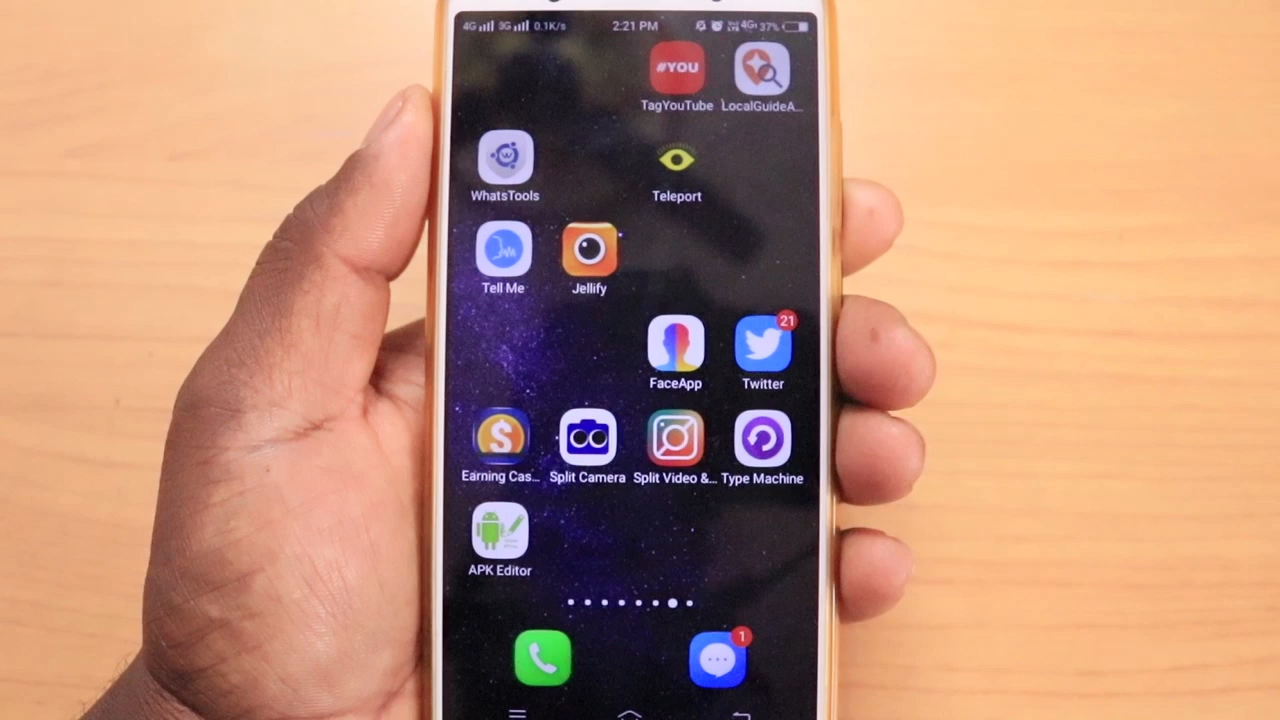 4G 3G 0.1K/s 2:21 PM 4G+ 37%
#YOU
TagYouTube LocalGuideA...
WhatsTools Teleport
Tell Me Jellify
21
FaceApp Twitter
$
Earning Cas... Split Camera Split Video &... Type Machine
APK Editor
1